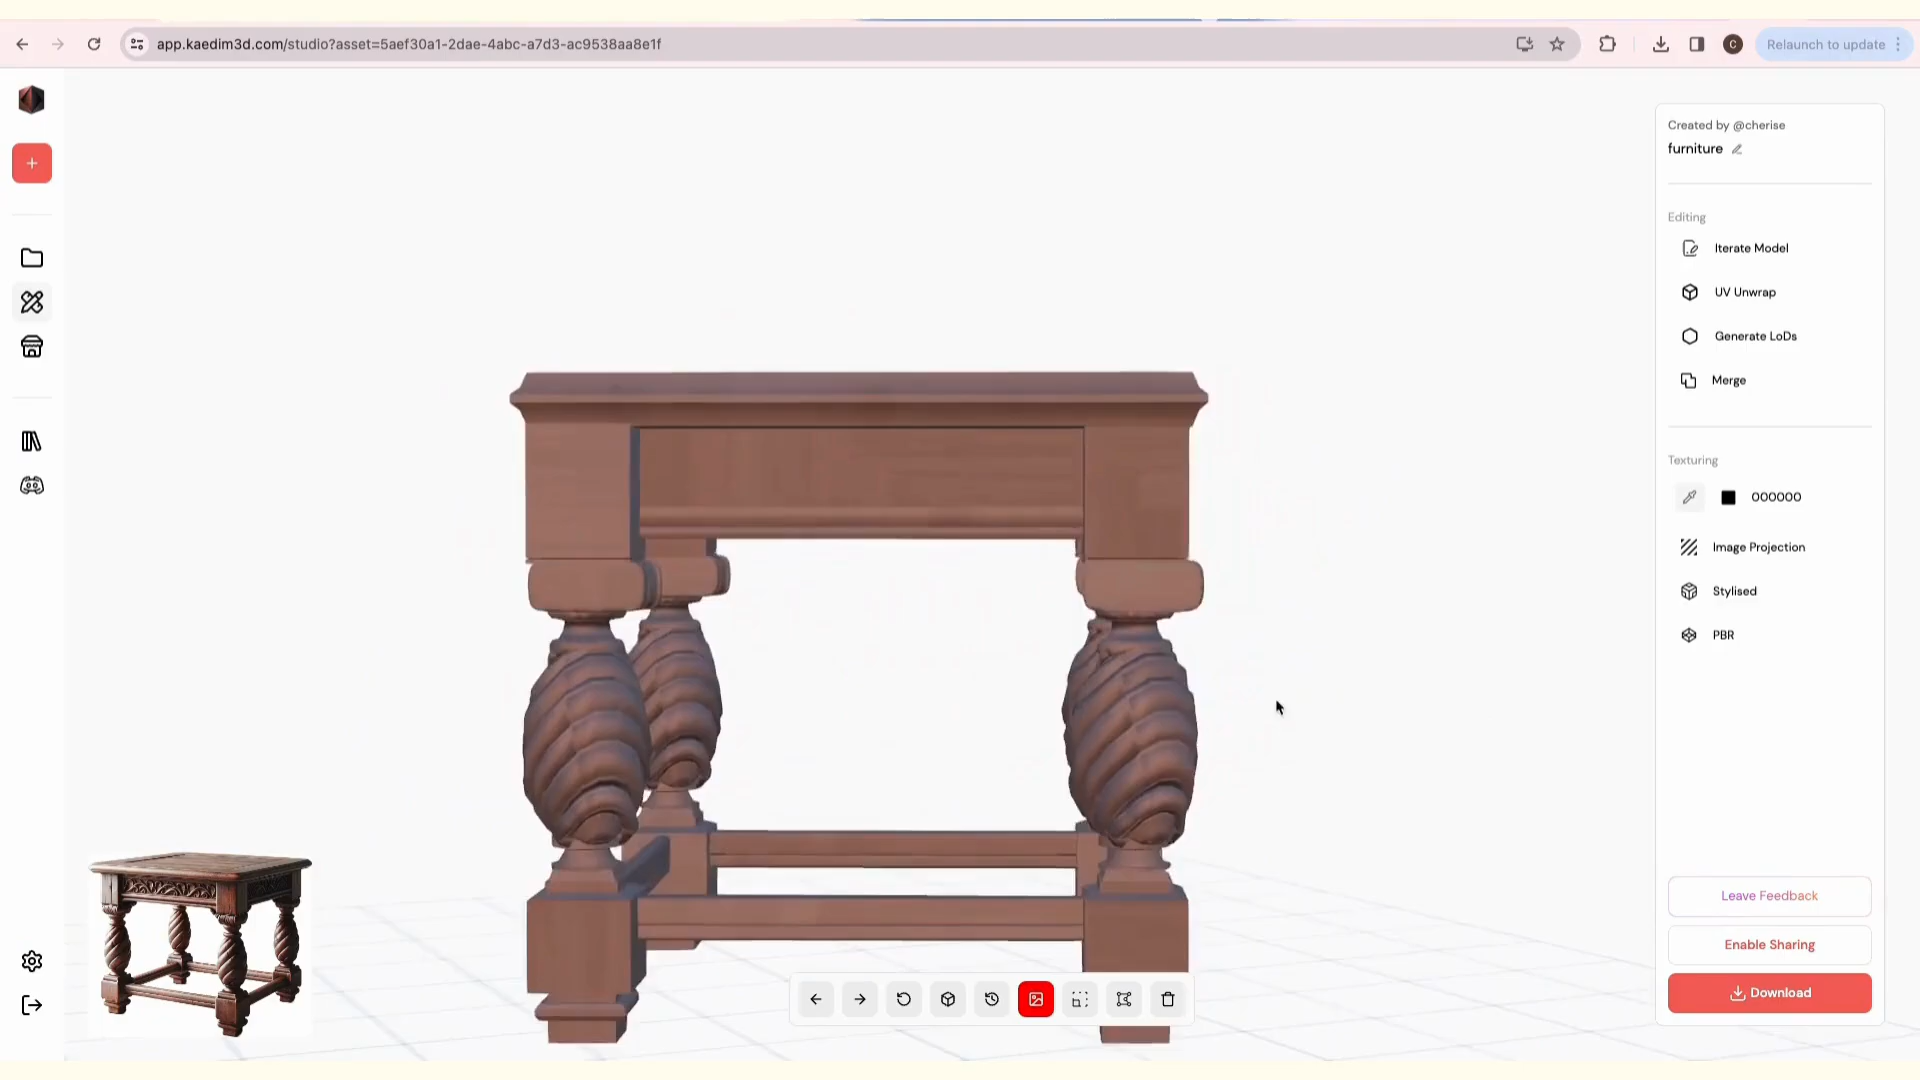 app.kaedim3d.com/studio?asset=5aef30a1-2dae-4abc-a7d3-ac9538aa8e1f
C
Relaunch to update
Created by @cherise
furniture
Editing
Iterate Model
UV Unwrap
Generate LoDs
Merge
Texturing
000000
Image Projection
Stylised
PBR
Leave Feedback
Enable Sharing
Download